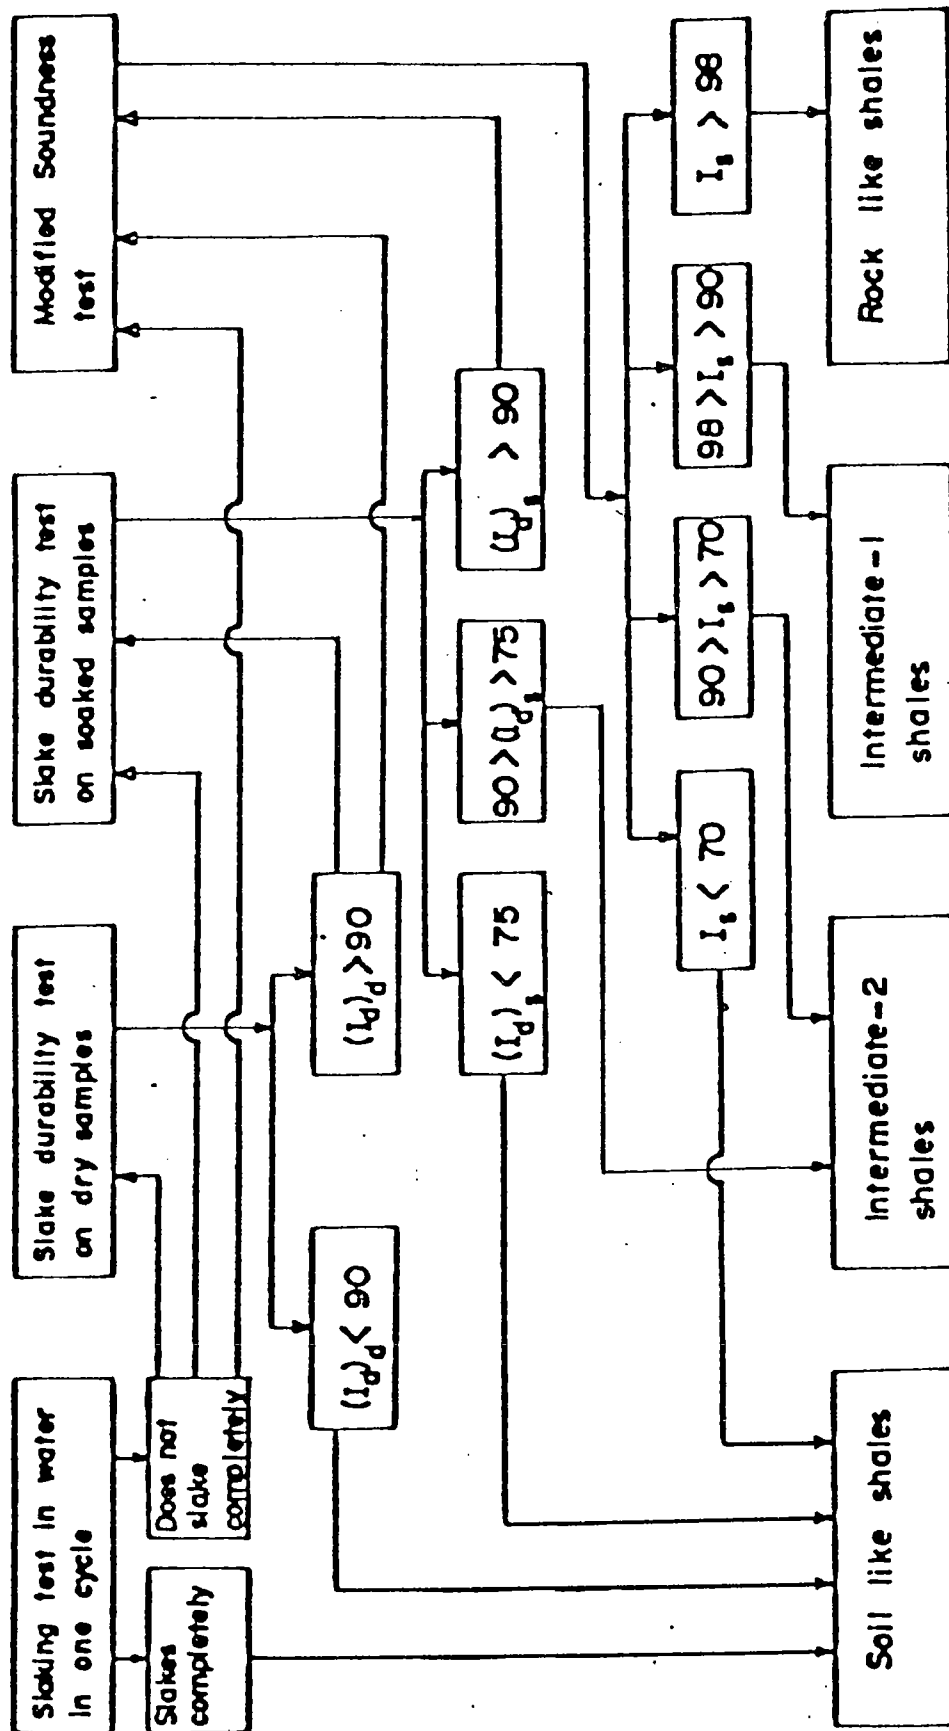 Slaking test in water
in one cycle
Slake durability test
on dry samples
Slake durability test
on soaked samples
Modified Soundness
test
Slakes
completely
Does not
slake
completely
(Id)d < 90
(Id)d > 90
(Id)s < 75
90 > (Id)s > 75
(Id)s > 90
Is < 70
90 > Is > 70
98 > Is > 90
Is > 98
Soil like shales
Intermediate-2
shales
Intermediate-1
shales
Rock like shales